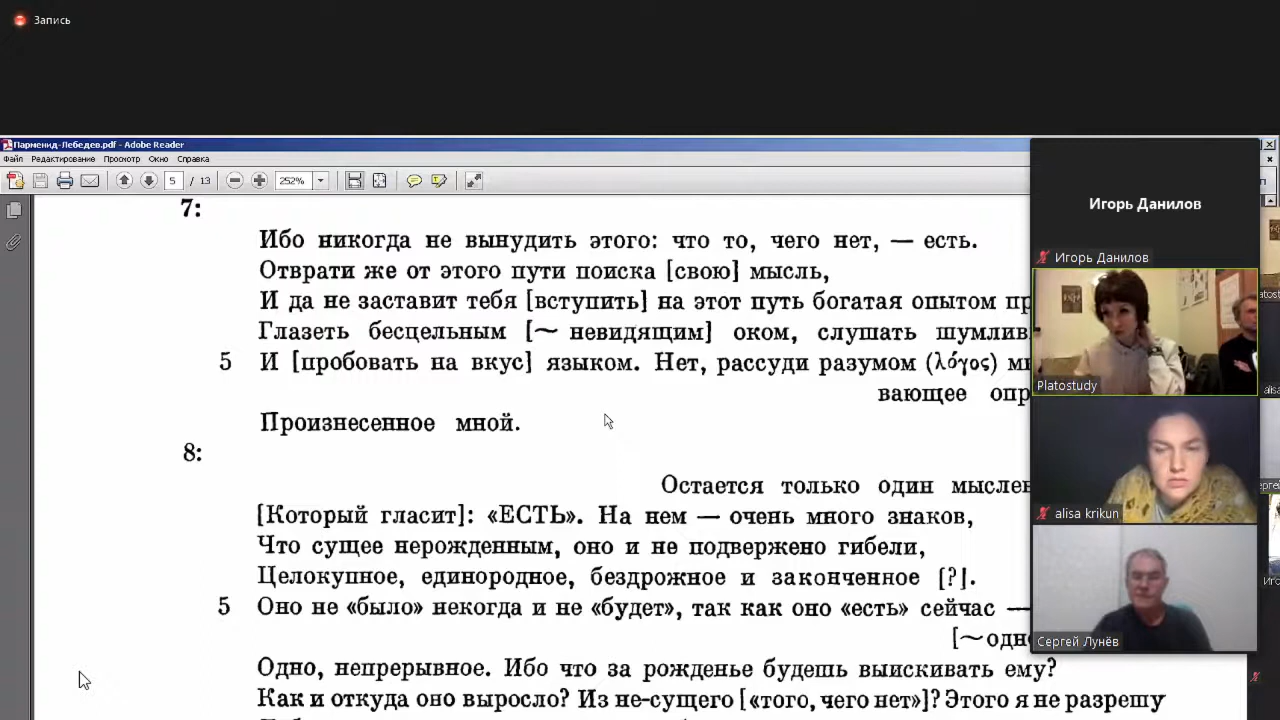 Запись
Парменид-Лебедев.pdf - Adobe Reader
Файл Редактирование Просмотр Окно Справка
5 / 13 252%
7:
Ибо никогда не вынудить этого: что то, чего нет, — есть.
Отврати же от этого пути поиска [свою] мысль,
И да не заставит тебя [вступить] на этот путь богатая опытом пр
Глазеть бесцельным [~ невидящим] оком, слушать шумлив
5 И [пробовать на вкус] языком. Нет, рассуди разумом (λόγος) мн
вающее опр
Произнесенное мной.
8:
Остается только один мыслен
[Который гласит]: «ЕСТЬ». На нем — очень много знаков,
Что сущее нерожденным, оно и не подвержено гибели,
Целокупное, единородное, бездрожное и законченное [?].
5 Оно не «было» некогда и не «будет», так как оно «есть» сейчас —
[~одно
Одно, непрерывное. Ибо что за рожденье будешь выискивать ему?
Как и откуда оно выросло? Из не-сущего [«того, чего нет»]? Этого я не разрешу
Игорь Данилов
Игорь Данилов
Platostudy
alisa krikun
Сергей Лунёв